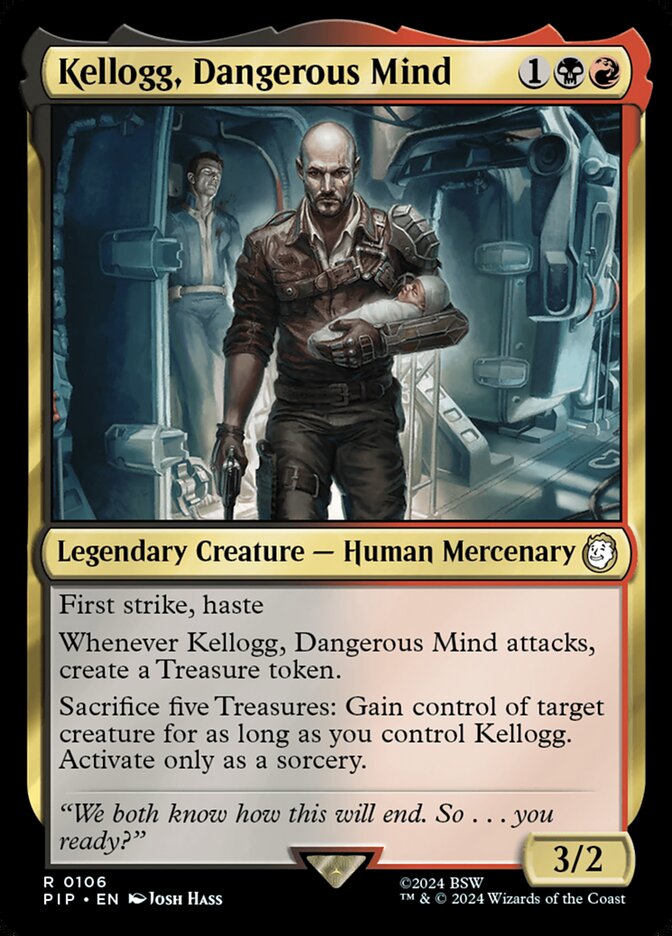 Kellogg, Dangerous Mind 1
Legendary Creature — Human Mercenary
First strike, haste
Whenever Kellogg, Dangerous Mind attacks,
create a Treasure token.
Sacrifice five Treasures: Gain control of target
creature for as long as you control Kellogg.
Activate only as a sorcery.
“We both know how this will end. So . . . you
ready?”
3/2
R 0106
PIP • EN Josh Hass
©2024 BSW
™ & © 2024 Wizards of the Coast